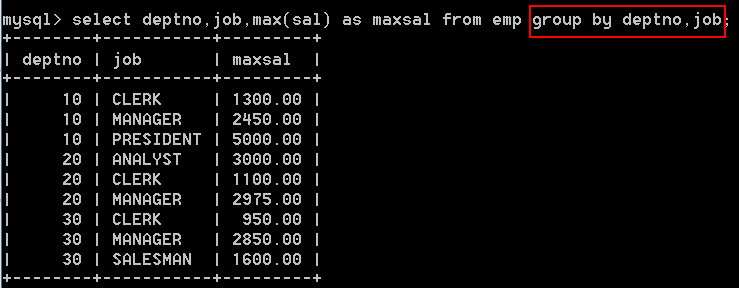 mysql> select deptno,job,max(sal) as maxsal from emp group by deptno,job;
+--------+-----------+---------+
| deptno | job       | maxsal  |
+--------+-----------+---------+
|     10 | CLERK     | 1300.00 |
|     10 | MANAGER   | 2450.00 |
|     10 | PRESIDENT | 5000.00 |
|     20 | ANALYST   | 3000.00 |
|     20 | CLERK     | 1100.00 |
|     20 | MANAGER   | 2975.00 |
|     30 | CLERK     |  950.00 |
|     30 | MANAGER   | 2850.00 |
|     30 | SALESMAN  | 1600.00 |
+--------+-----------+---------+